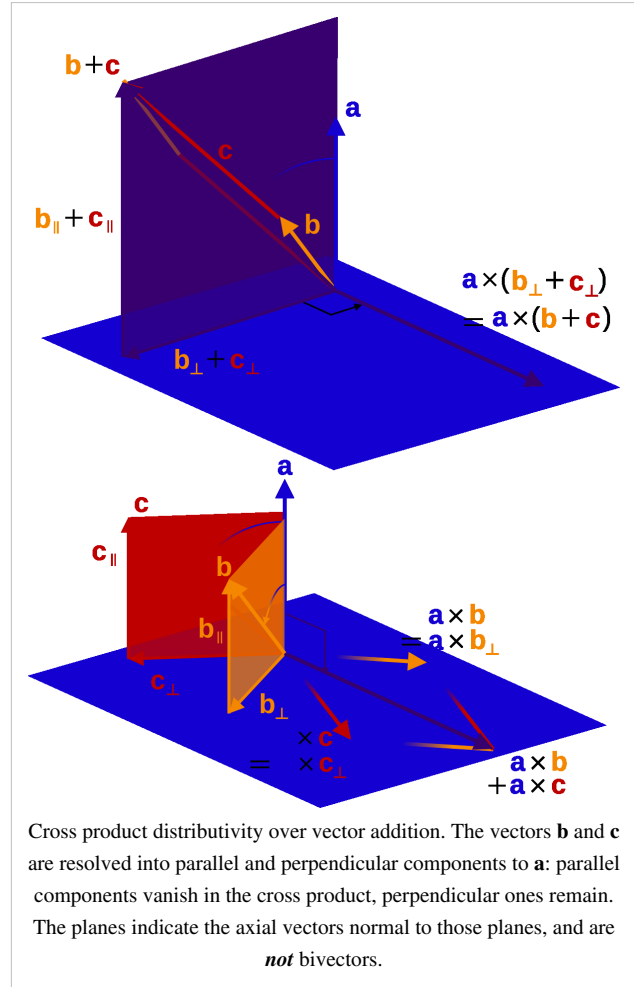 b+c
a
c
b
b∥+c∥
a×(b⊥+c⊥)
= a×(b+c)
b⊥+c⊥
a
c
c∥
b
a×b
b∥
=a×b⊥
c⊥
b⊥
×c
= ×c⊥
a×b
+a×c
Cross product distributivity over vector addition. The vectors b and c
are resolved into parallel and perpendicular components to a: parallel
components vanish in the cross product, perpendicular ones remain.
The planes indicate the axial vectors normal to those planes, and are
not bivectors.